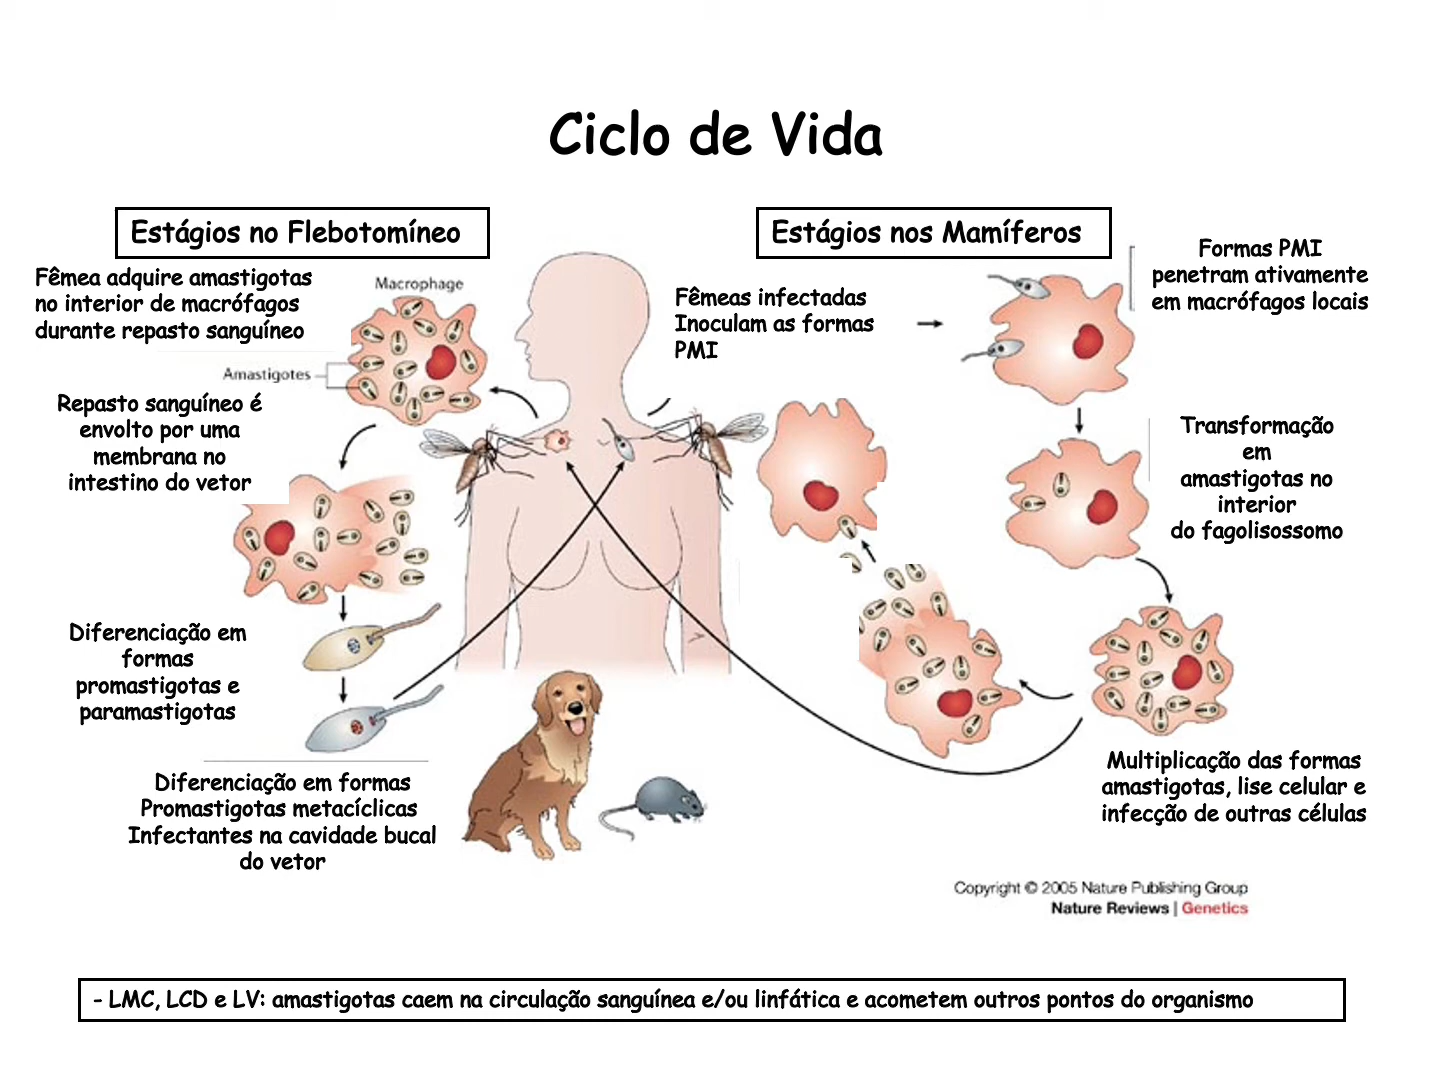 Ciclo de Vida
Estágios no Flebotomíneo
Fêmea adquire amastigotas
no interior de macrófagos
durante repasto sanguíneo
Macrophage
Amastigotes
Repasto sanguíneo é
envolto por uma
membrana no
intestino do vetor
Diferenciação em
formas
promastigotas e
paramastigotas
Diferenciação em formas
Promastigotas metacíclicas
Infectantes na cavidade bucal
do vetor
Estágios nos Mamíferos
Fêmeas infectadas
Inoculam as formas
PMI
Formas PMI
penetram ativamente
em macrófagos locais
Transformação
em
amastigotas no
interior
do fagolisossomo
Multiplicação das formas
amastigotas, lise celular e
infecção de outras células
Copyright © 2005 Nature Publishing Group
Nature Reviews | Genetics
- LMC, LCD e LV: amastigotas caem na circulação sanguínea e/ou linfática e acometem outros pontos do organismo